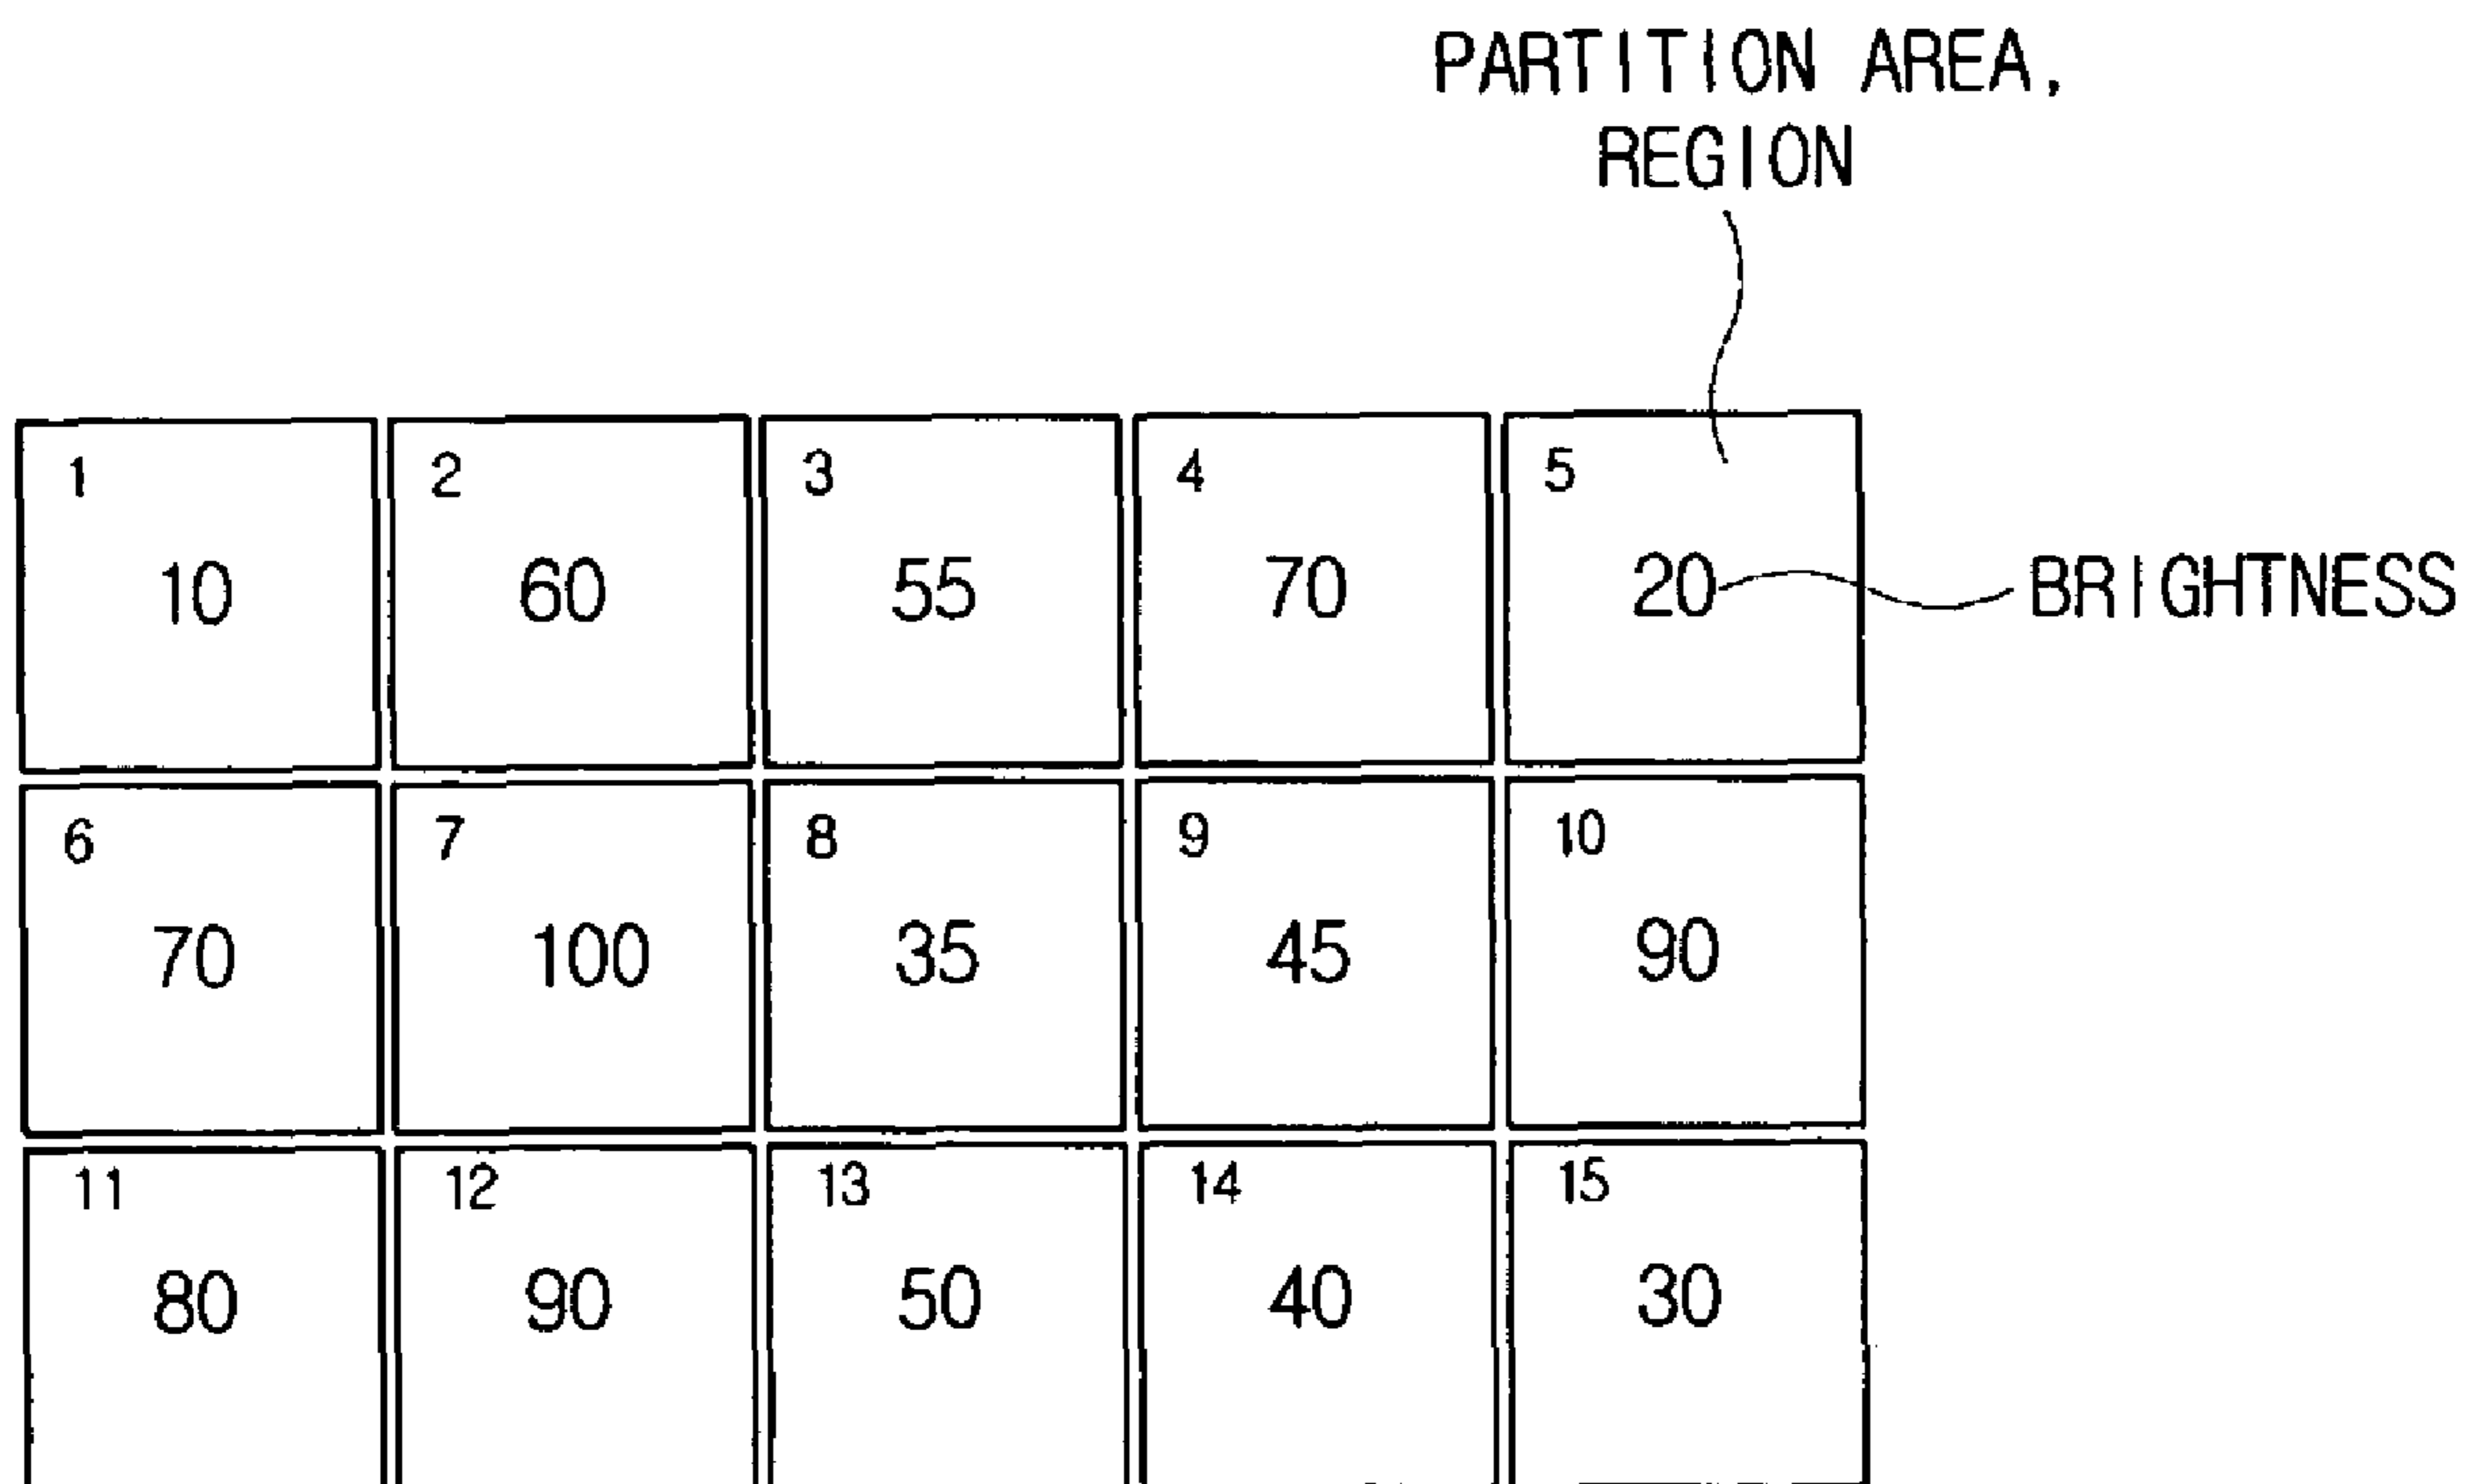 PARTITION AREA,
REGION
1 2 3 4 5
10 60 55 70 20 BRIGHTNESS
6 7 8 9 10
70 100 35 45 90
11 12 13 14 15
80 90 50 40 30